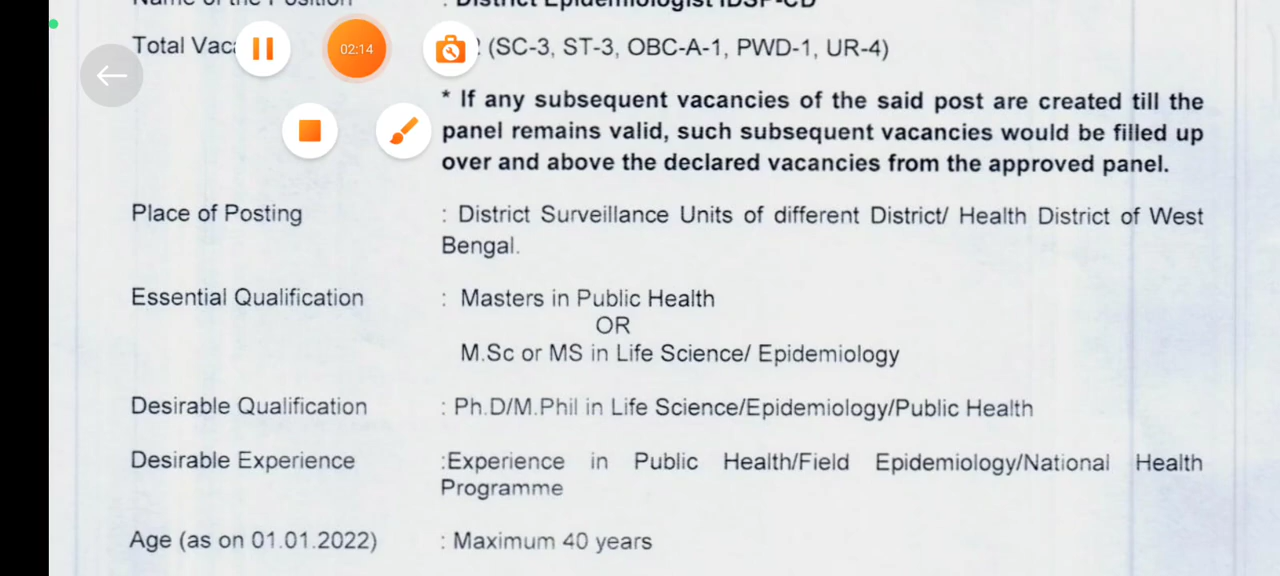 District Epidemiologist IDSP-CD
Total
02:14
(SC-3, ST-3, OBC-A-1, PWD-1, UR-4)
* If any subsequent vacancies of the said post are created till the
panel remains valid, such subsequent vacancies would be filled up
over and above the declared vacancies from the approved panel.
Place of Posting : District Surveillance Units of different District/ Health District of West
Bengal.
Essential Qualification : Masters in Public Health
OR
M.Sc or MS in Life Science/ Epidemiology
Desirable Qualification : Ph.D/M.Phil in Life Science/Epidemiology/Public Health
Desirable Experience :Experience in Public Health/Field Epidemiology/National Health
Programme
Age (as on 01.01.2022) : Maximum 40 years